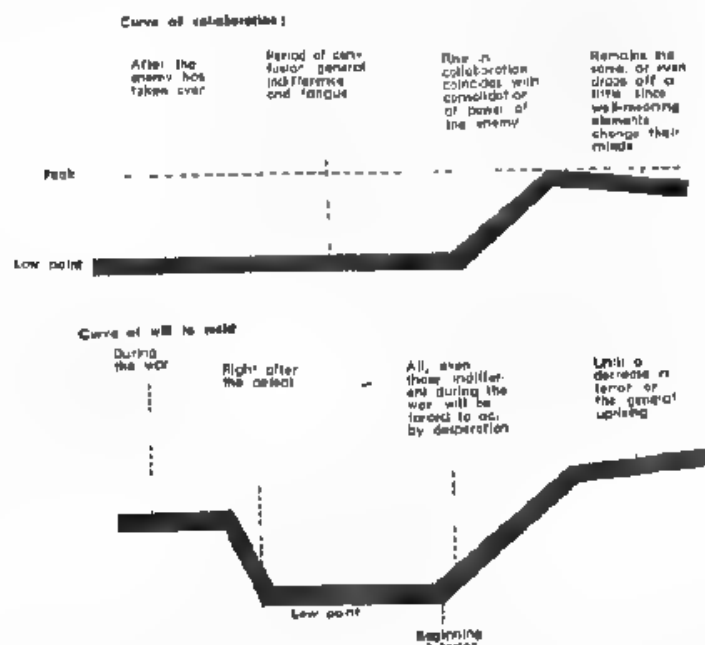 Curve of collaboration:
After the
enemy has
taken over
Period of con-
fusion general
indifference
and fatigue
Rise in
collaboration
coincides with
consolidation
of power of
the enemy
Remains the
same, or even
drops off a
little since
well-meaning
elements
change their
minds
Peak
Low point
Curve of will to resist
During
the war
Right after
the defeat
All, even
those indiffer-
ent during the
war will be
forced to act
by desperation
Until a
decrease in
terror or
the general
uprising
Low point
Beginning